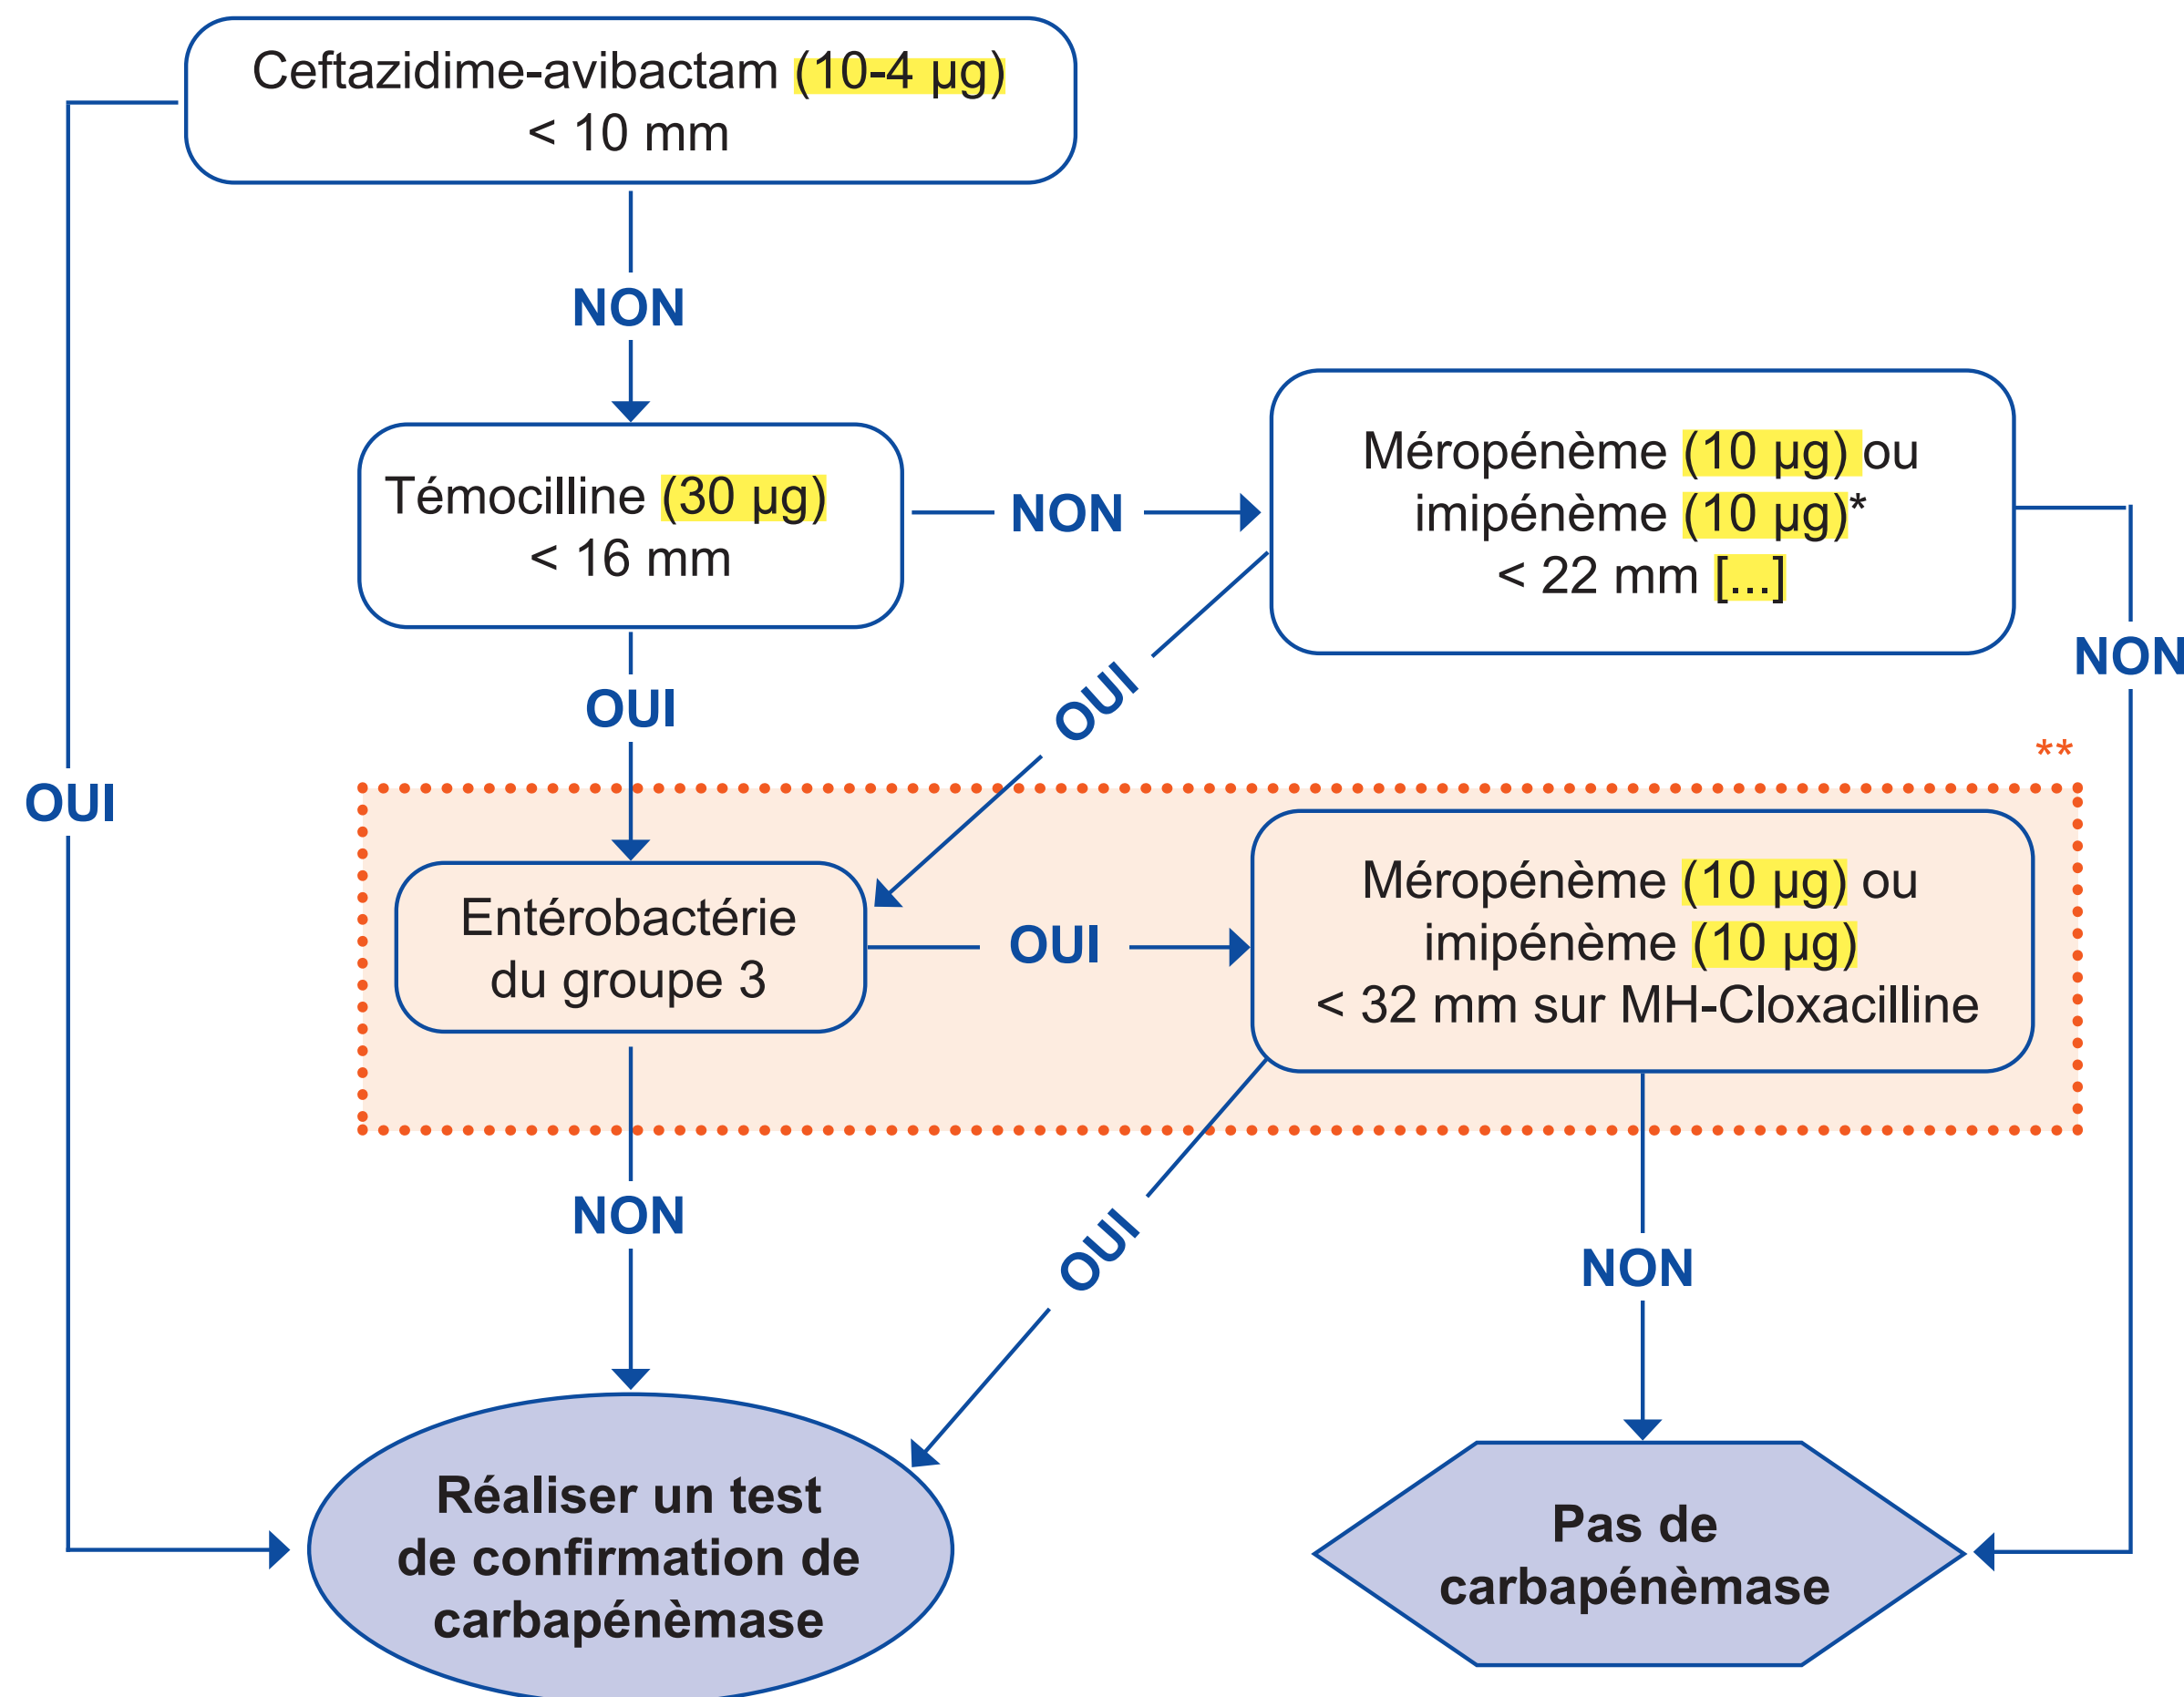 Ceftazidime-avibactam (10-4 µg)
< 10 mm
NON
Témocilline (30 µg)
< 16 mm
NON
Méropénème (10 µg) ou
imipénème (10 µg)*
< 22 mm [...]
NON
OUI
OUI
OUI
**
Entérobactérie
du groupe 3
OUI
Méropénème (10 µg) ou
imipénème (10 µg)
< 32 mm sur MH-Cloxacilline
NON
OUI
NON
Réaliser un test
de confirmation de
carbapénèmase
Pas de
carbapénèmase